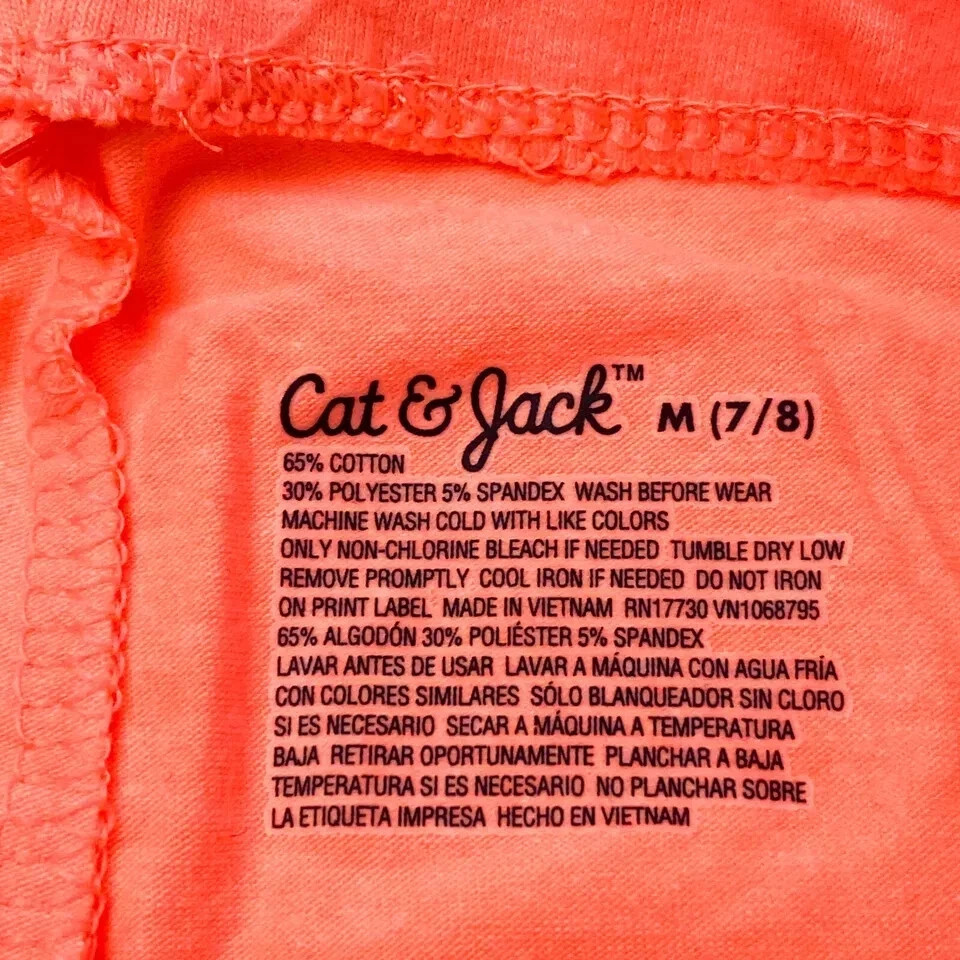 Cat & Jack™ M (7/8)
65% COTTON
30% POLYESTER 5% SPANDEX WASH BEFORE WEAR
MACHINE WASH COLD WITH LIKE COLORS
ONLY NON-CHLORINE BLEACH IF NEEDED TUMBLE DRY LOW
REMOVE PROMPTLY COOL IRON IF NEEDED DO NOT IRON
ON PRINT LABEL MADE IN VIETNAM RN17730 VN1068795
65% ALGODÓN 30% POLIÉSTER 5% SPANDEX
LAVAR ANTES DE USAR LAVAR A MÁQUINA CON AGUA FRÍA
CON COLORES SIMILARES SÓLO BLANQUEADOR SIN CLORO
SI ES NECESARIO SECAR A MÁQUINA A TEMPERATURA
BAJA RETIRAR OPORTUNAMENTE PLANCHAR A BAJA
TEMPERATURA SI ES NECESARIO NO PLANCHAR SOBRE
LA ETIQUETA IMPRESA HECHO EN VIETNAM